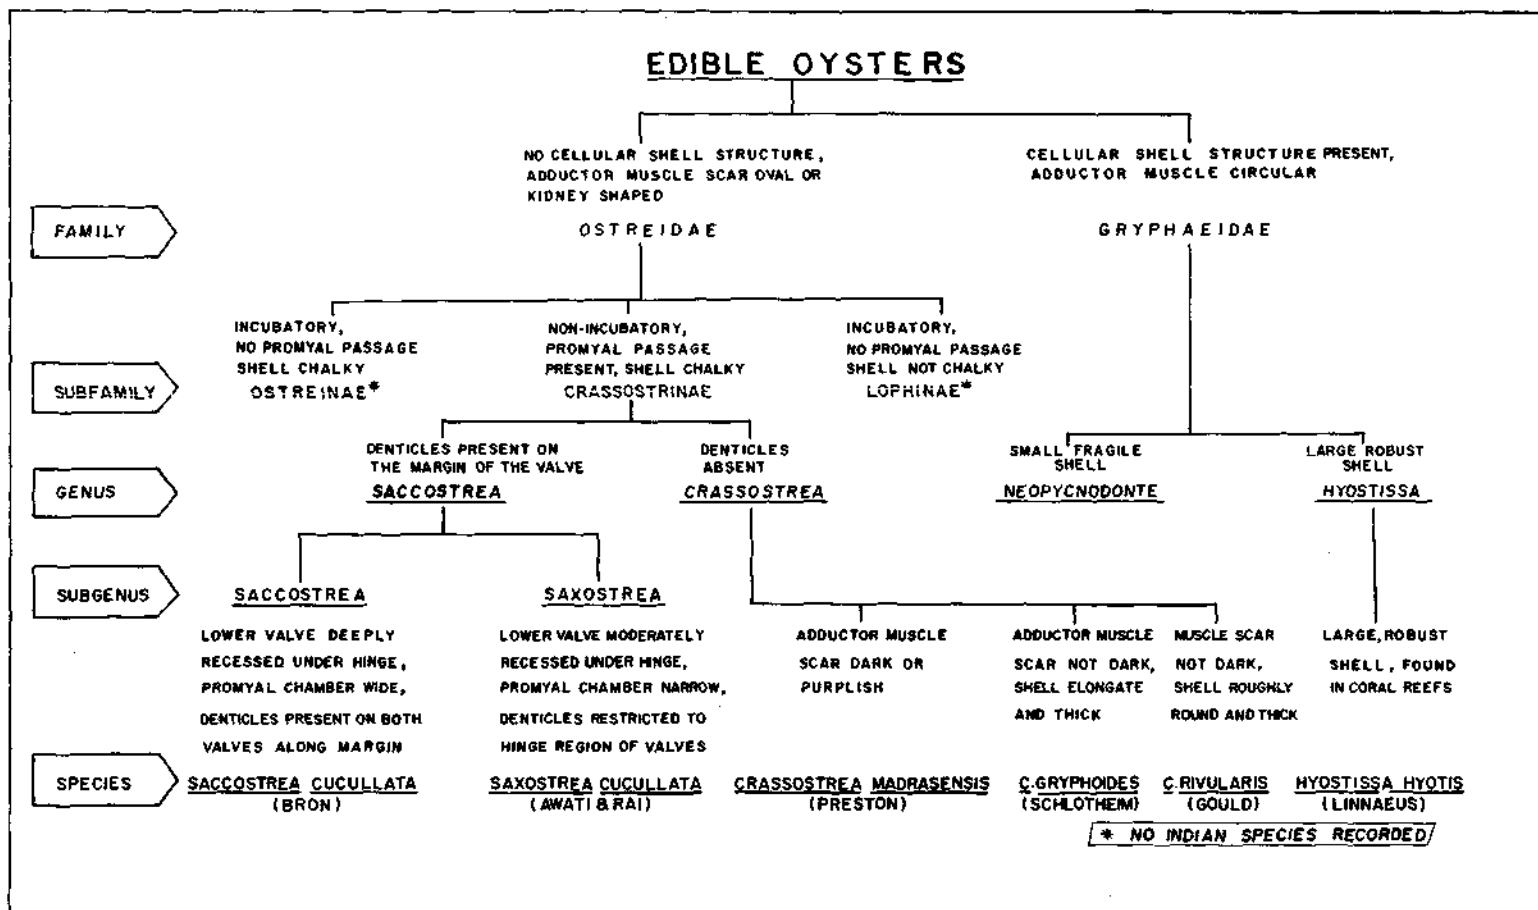 EDIBLE OYSTERS
NO CELLULAR SHELL STRUCTURE,
ADDUCTOR MUSCLE SCAR OVAL OR
KIDNEY SHAPED
CELLULAR SHELL STRUCTURE PRESENT,
ADDUCTOR MUSCLE CIRCULAR
FAMILY
OSTREIDAE
GRYPHAEIDAE
INCUBATORY,
NO PROMYAL PASSAGE
SHELL CHALKY
NON-INCUBATORY,
PROMYAL PASSAGE
PRESENT, SHELL CHALKY
INCUBATORY,
NO PROMYAL PASSAGE
SHELL NOT CHALKY
SUBFAMILY
OSTREINAE*
CRASSOSTRINAE
LOPHINAE*
DENTICLES PRESENT ON
THE MARGIN OF THE VALVE
DENTICLES
ABSENT
SMALL FRAGILE
SHELL
LARGE ROBUST
SHELL
GENUS
SACCOSTREA
CRASSOSTREA
NEOPYCNODONTE
HYOSTISSA
SUBGENUS
SACCOSTREA
SAXOSTREA
LOWER VALVE DEEPLY
RECESSED UNDER HINGE,
PROMYAL CHAMBER WIDE,
DENTICLES PRESENT ON BOTH
VALVES ALONG MARGIN
LOWER VALVE MODERATELY
RECESSED UNDER HINGE,
PROMYAL CHAMBER NARROW,
DENTICLES RESTRICTED TO
HINGE REGION OF VALVES
ADDUCTOR MUSCLE
SCAR DARK OR
PURPLISH
ADDUCTOR MUSCLE
SCAR NOT DARK,
SHELL ELONGATE
AND THICK
MUSCLE SCAR
NOT DARK,
SHELL ROUGHLY
ROUND AND THICK
LARGE, ROBUST
SHELL, FOUND
IN CORAL REEFS
SPECIES
SACCOSTREA CUCULLATA
(BRON)
SAXOSTREA CUCULLATA
(AWATI & RAI)
CRASSOSTREA MADRASENSIS
(PRESTON)
C.GRYPHOIDES
(SCHLOTHEIM)
C.RIVULARIS
(GOULD)
HYOSTISSA HYOTIS
(LINNAEUS)
* NO INDIAN SPECIES RECORDED